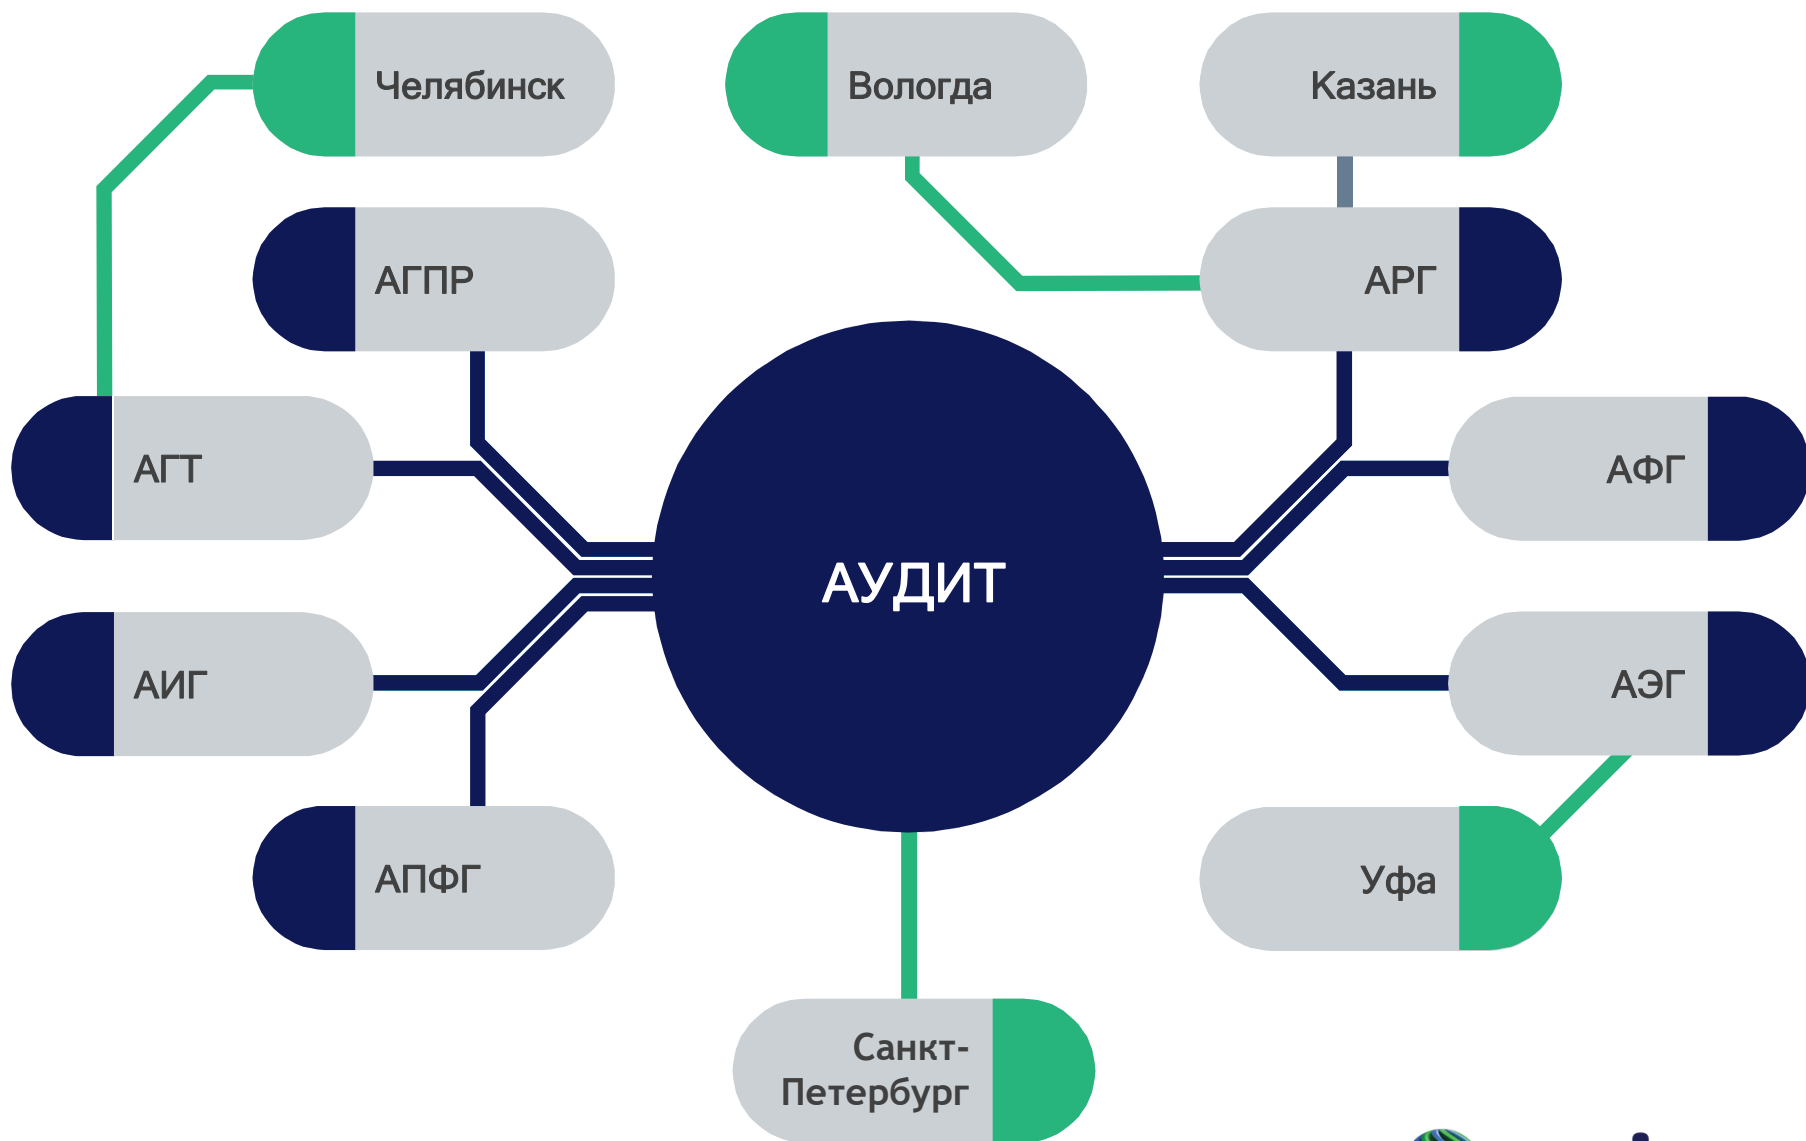 Челябинск
Вологда
Казань
АГПР
АРГ
АГТ
АФГ
АУДИТ
АИГ
АЭГ
АПФГ
Уфа
Санкт-
Петербург